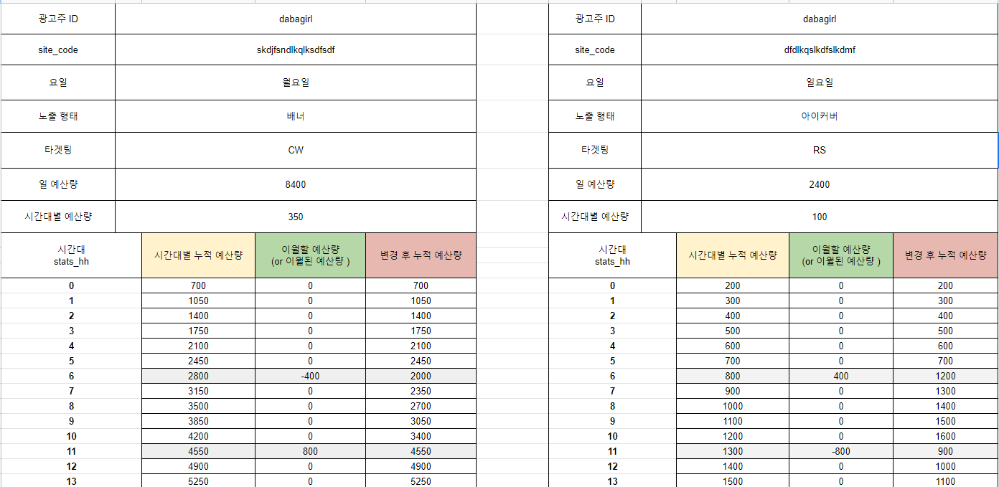 광고주 ID dabagirl 광고주 ID dabagirl
site_code skdjfsndlkqlksdfsdf site_code dfdlkqslkdfslkdmf
요일 월요일 요일 일요일
노출 형태 배너 노출 형태 아이커버
타겟팅 CW 타겟팅 RS
일 예산량 8400 일 예산량 2400
시간대별 예산량 350 시간대별 예산량 100
시간대
stats_hh
시간대별 누적 예산량
이월할 예산량
(or 이월된 예산량 )
변경 후 누적 예산량
시간대
stats_hh
시간대별 누적 예산량
이월할 예산량
(or 이월된 예산량 )
변경 후 누적 예산량
0 700 0 700 0 200 0 200
1 1050 0 1050 1 300 0 300
2 1400 0 1400 2 400 0 400
3 1750 0 1750 3 500 0 500
4 2100 0 2100 4 600 0 600
5 2450 0 2450 5 700 0 700
6 2800 -400 2000 6 800 400 1200
7 3150 0 2350 7 900 0 1300
8 3500 0 2700 8 1000 0 1400
9 3850 0 3050 9 1100 0 1500
10 4200 0 3400 10 1200 0 1600
11 4550 800 4550 11 1300 -800 900
12 4900 0 4900 12 1400 0 1000
13 5250 0 5250 13 1500 0 1100